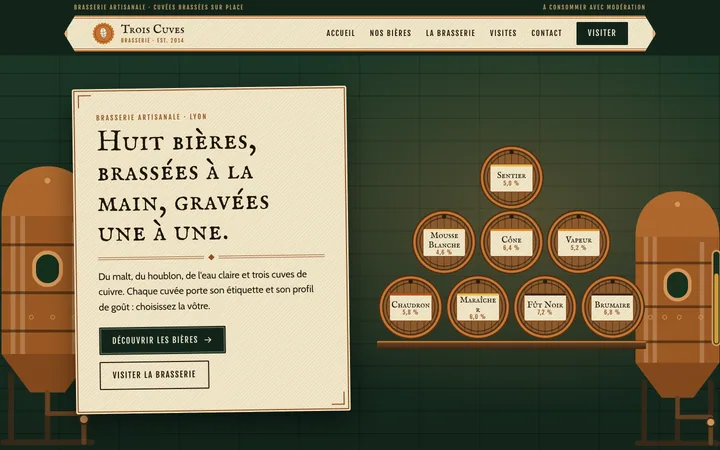 BRASSERIE ARTISANALE · CUVÉES BRASSÉES SUR PLACE
À CONSOMMER AVEC MODÉRATION
Trois Cuves
BRASSERIE · EST. 2014
ACCUEIL
NOS BIÈRES
LA BRASSERIE
VISITES
CONTACT
VISITER
BRASSERIE ARTISANALE · LYON
Huit bières,
brassées à la
main, gravées
une à une.
Du malt, du houblon, de l'eau claire et trois cuves de
cuivre. Chaque cuvée porte son étiquette et son profil
de goût : choisissez la vôtre.
DÉCOUVRIR LES BIÈRES →
VISITER LA BRASSERIE
Sentier
5,0 %
Mousse
Blanche
4,6 %
Cône
6,4 %
Vapeur
5,2 %
Chaudron
5,8 %
Maraîche
r
6,0 %
Fût Noir
7,2 %
Brumaire
6,8 %